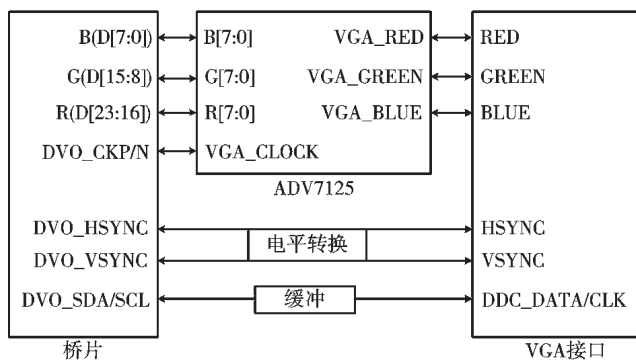 B(D[7:0]) B[7:0] VGA_RED RED
G(D[15:8]) G[7:0] VGA_GREEN GREEN
R(D[23:16]) R[7:0] VGA_BLUE BLUE
DVO_CKP/N VGA_CLOCK
ADV7125
DVO_HSYNC HSYNC
电平转换
DVO_VSYNC VSYNC
DVO_SDA/SCL 缓冲 DDC_DATA/CLK
桥片 VGA接口